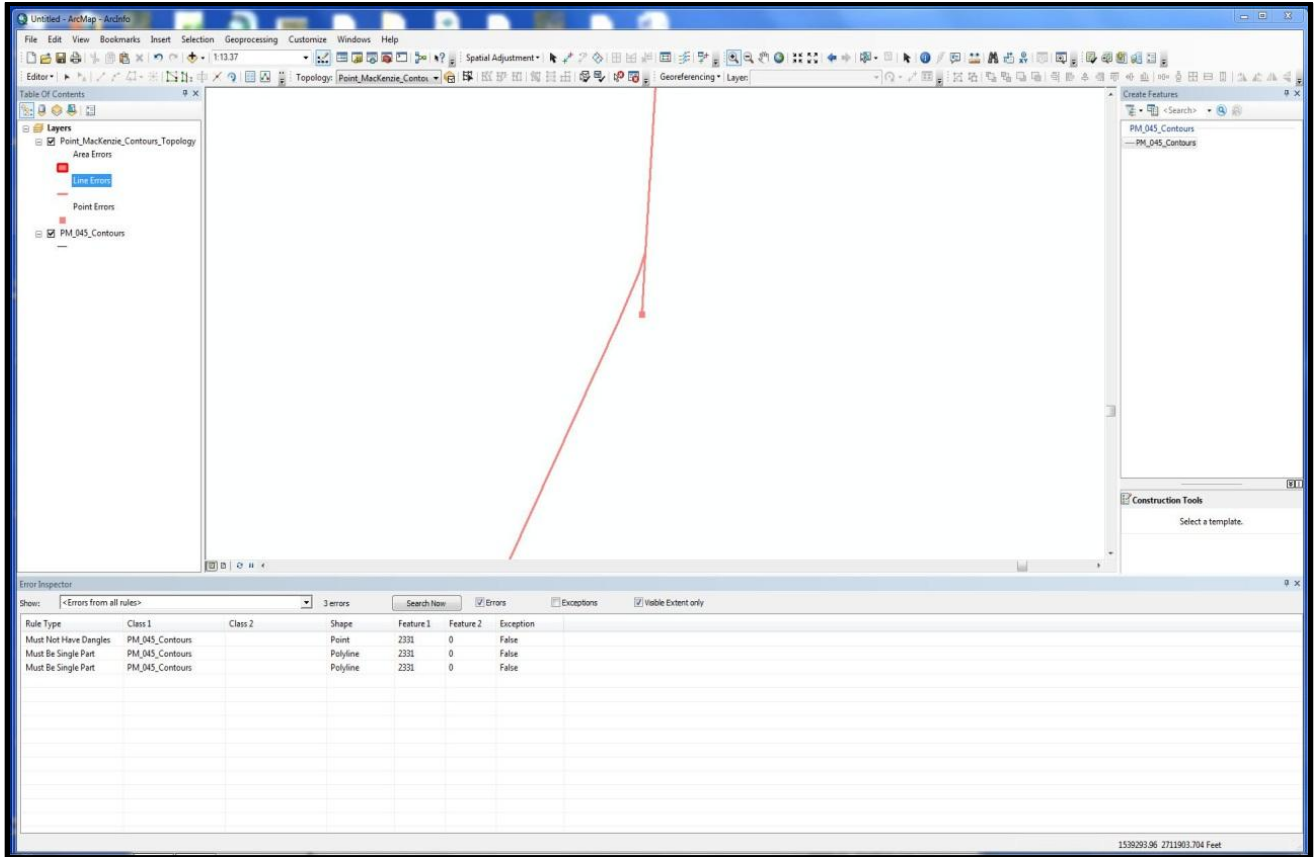 Untitled - ArcMap - ArcInfo
File Edit View Bookmarks Insert Selection Geoprocessing Customize Windows Help
1:13.37
Spatial Adjustment
Editor
Topology: Point_MacKenzie_Contou
Georeferencing
Layer:
Table Of Contents
Layers
Point_MacKenzie_Contours_Topology
Area Errors
Line Errors
Point Errors
PM_045_Contours
Create Features
<Search>
PM_045_Contours
PM_045_Contours
Construction Tools
Select a template.
Error Inspector
Show: <Errors from all rules> 3 errors Search Now Errors Exceptions Visible Extent only
Rule Type Class 1 Class 2 Shape Feature 1 Feature 2 Exception
Must Not Have Dangles PM_045_Contours Point 2331 0 False
Must Be Single Part PM_045_Contours Polyline 2331 0 False
Must Be Single Part PM_045_Contours Polyline 2331 0 False
1539293.96 2711903.704 Feet